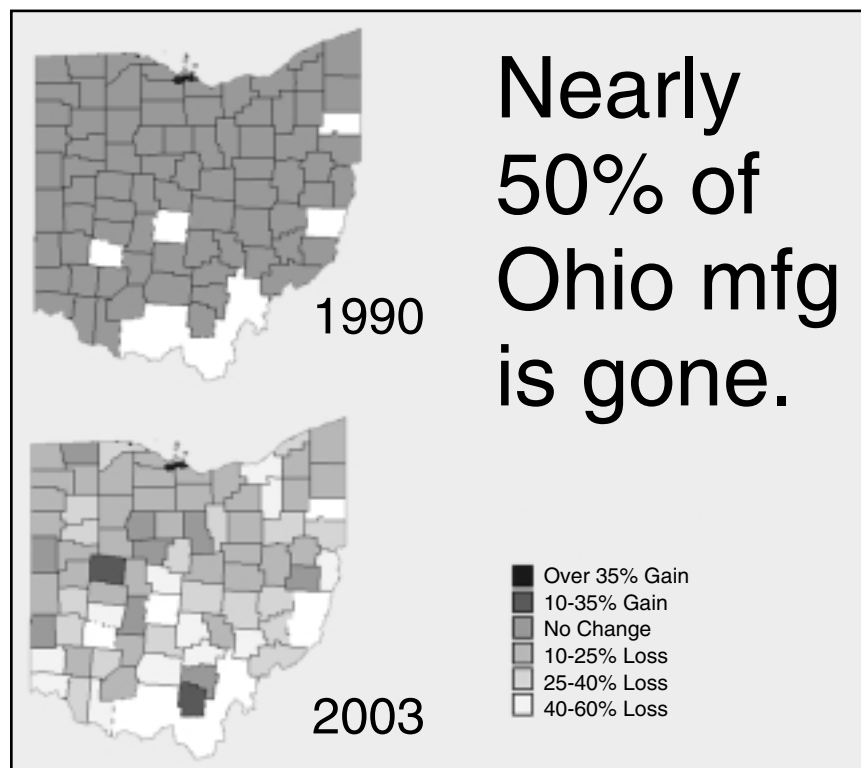 Nearly
50% of
Ohio mfg
is gone.
1990
2003
Over 35% Gain
10-35% Gain
No Change
10-25% Loss
25-40% Loss
40-60% Loss